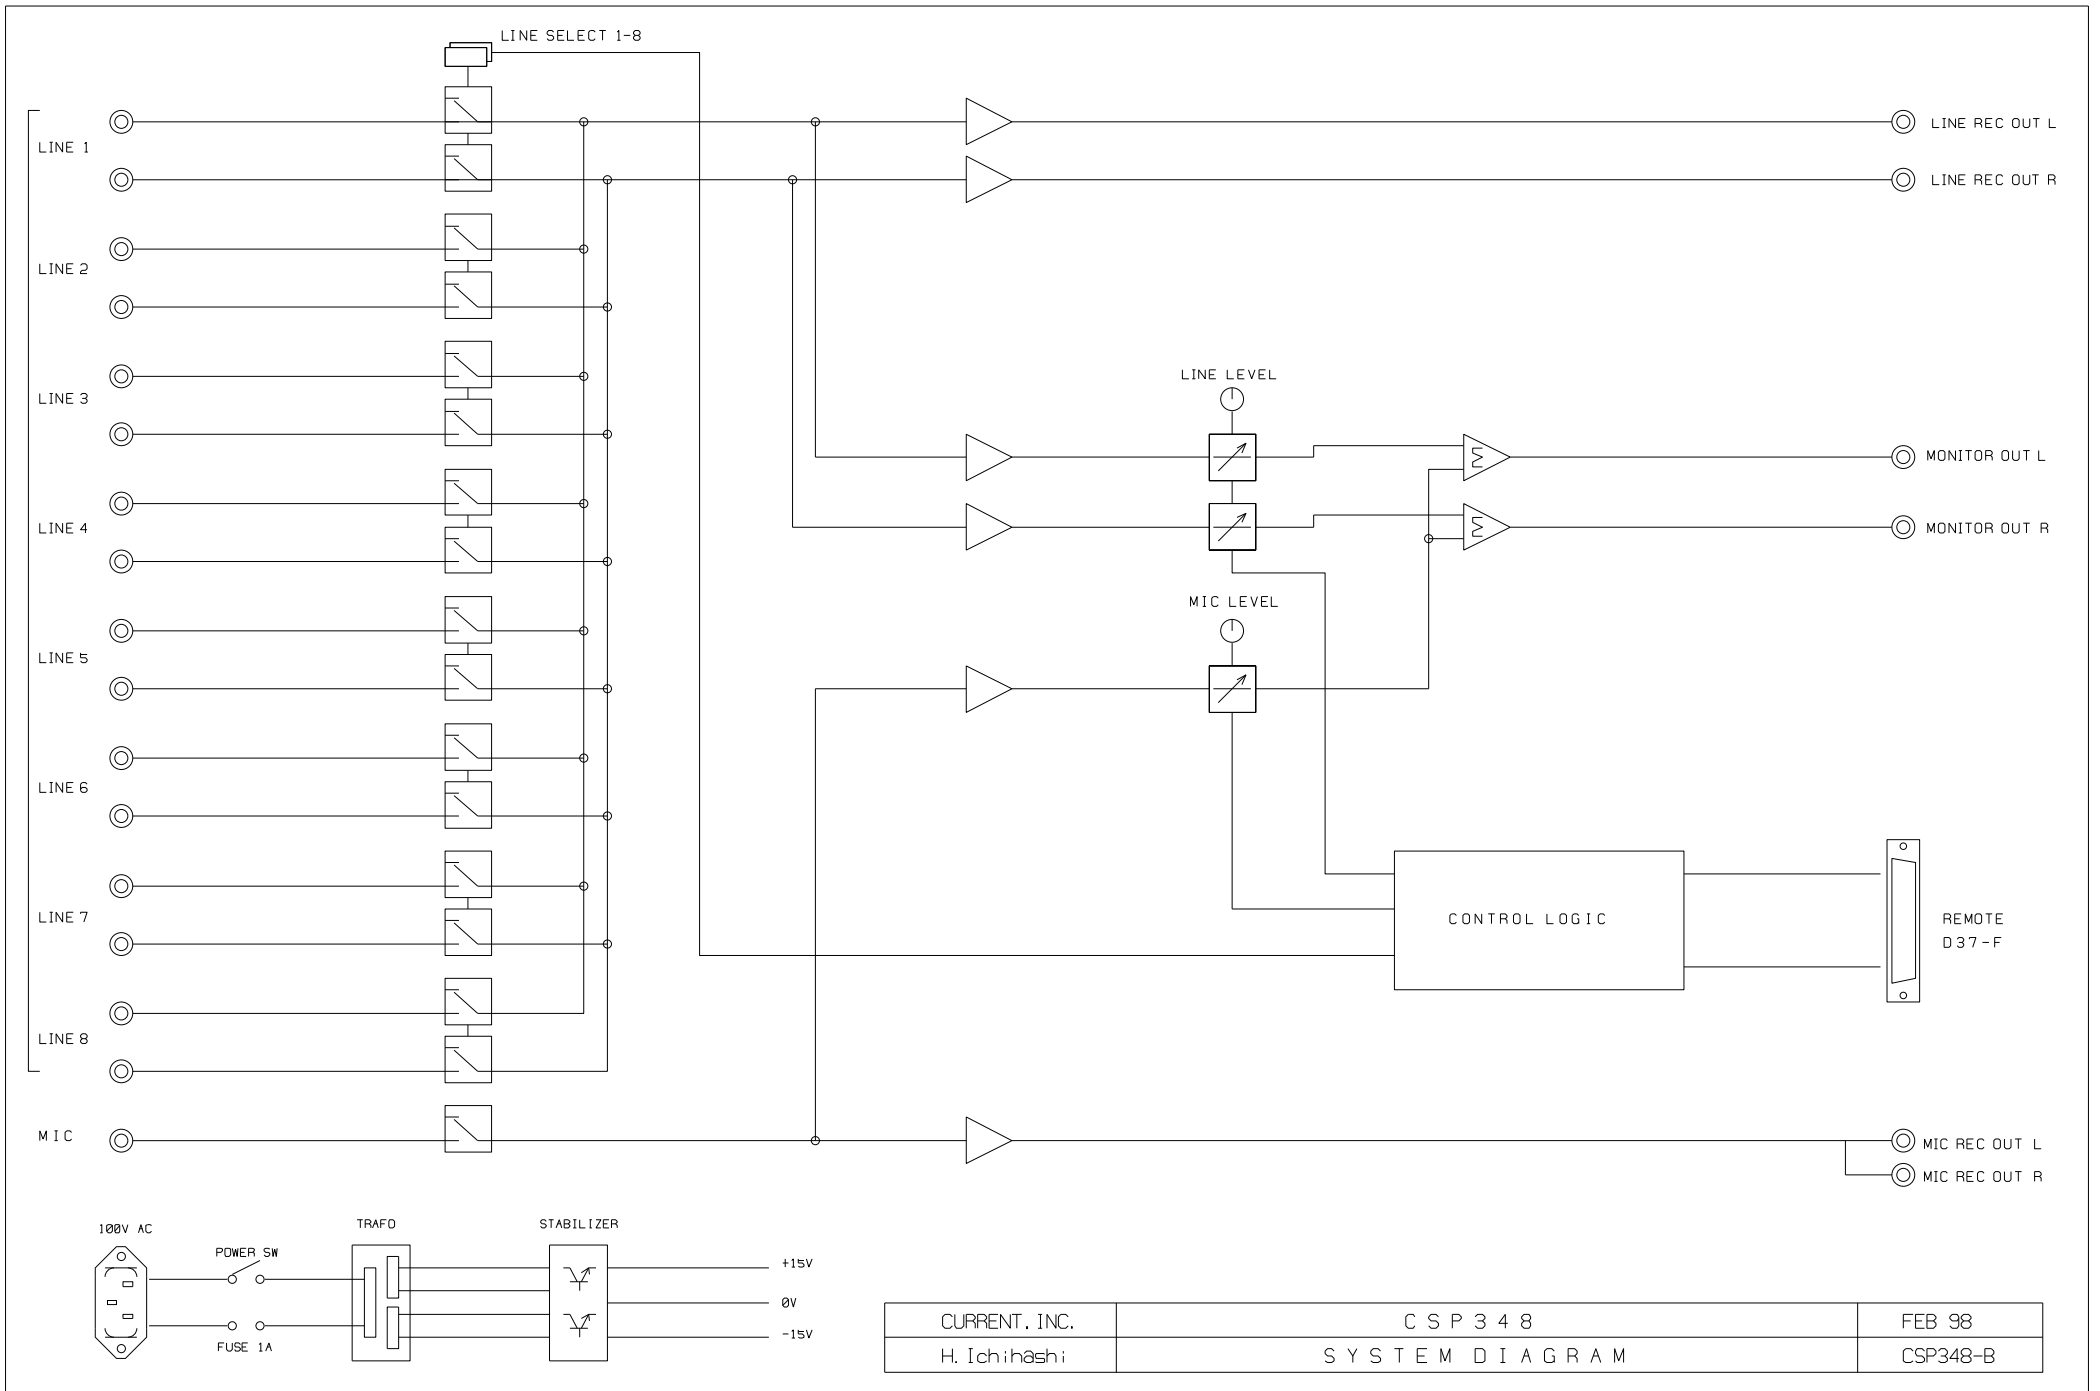 LINE SELECT 1-8
LINE 1
LINE REC OUT L
LINE REC OUT R
LINE 2
LINE 3
LINE LEVEL
MONITOR OUT L
LINE 4
MONITOR OUT R
MIC LEVEL
LINE 5
LINE 6
LINE 7
CONTROL LOGIC
REMOTE
D37-F
LINE 8
MIC
MIC REC OUT L
MIC REC OUT R
100V AC
POWER SW
FUSE 1A
TRAFO
STABILIZER
+15V
0V
-15V
Σ
Σ
CURRENT. INC.
CSP348
FEB 98
H. Ichihashi
SYSTEM DIAGRAM
CSP348-B